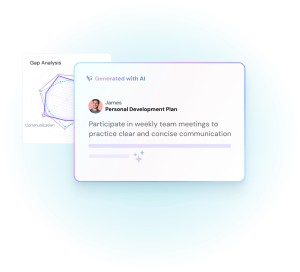 Gap Analysis
Communication
Generated with AI
James
Personal Development Plan
Participate in weekly team meetings to
practice clear and concise communication